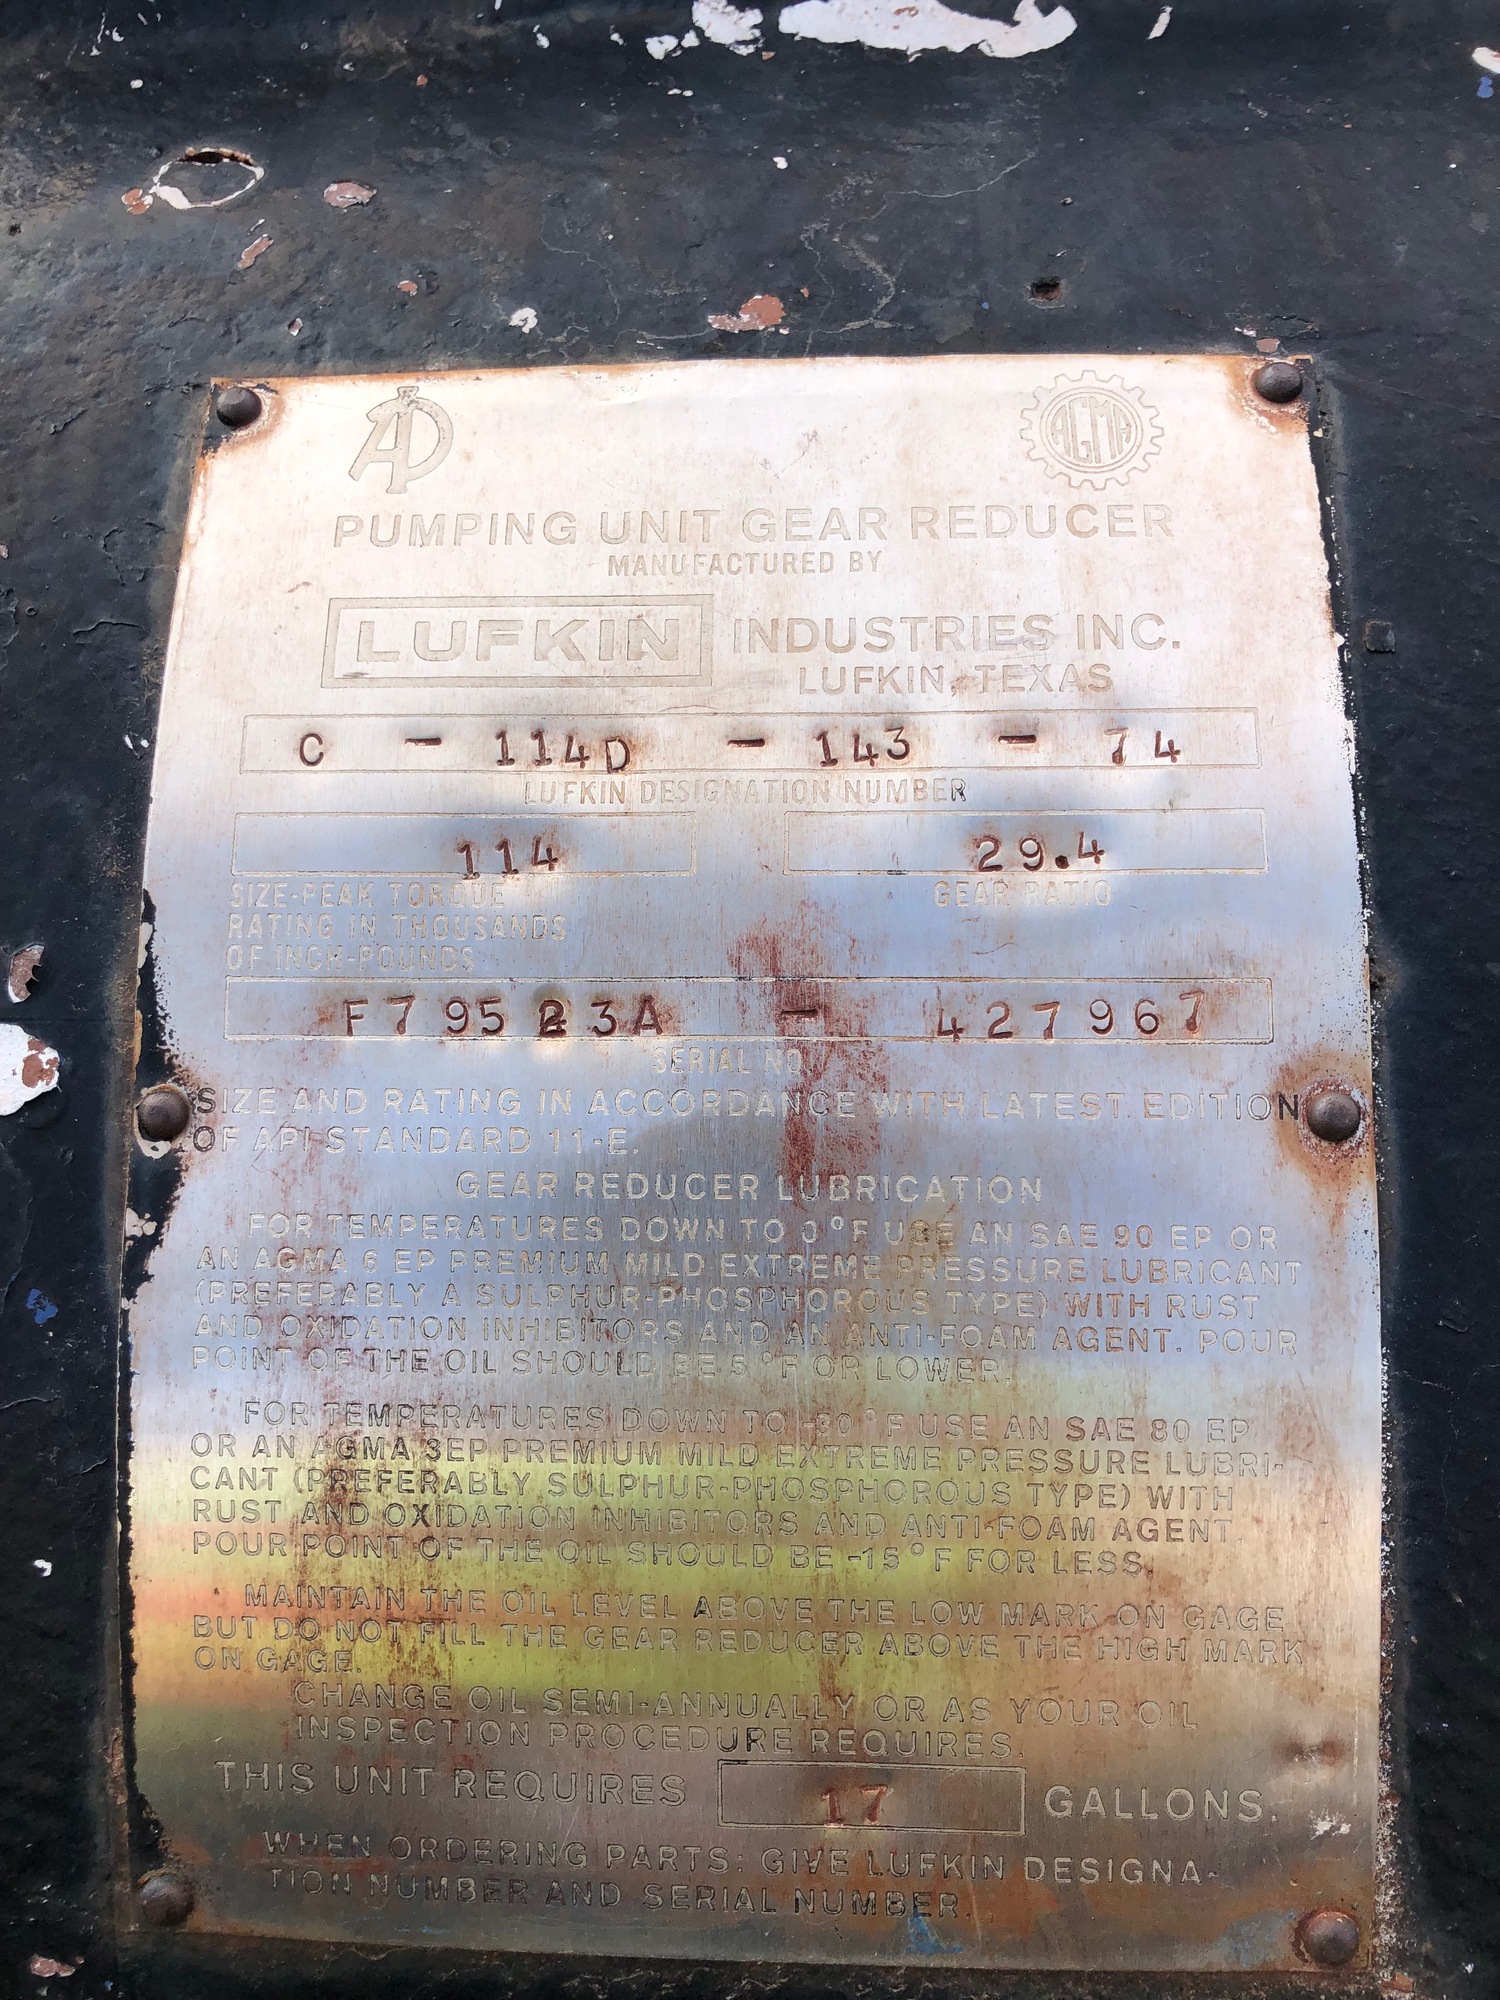 API
AGMA
PUMPING UNIT GEAR REDUCER
MANUFACTURED BY
LUFKIN INDUSTRIES INC.
LUFKIN, TEXAS
C - 114D - 143 - 74
LUFKIN DESIGNATION NUMBER
114 29.4
SIZE-PEAK TORQUE GEAR RATIO
RATING IN THOUSANDS
OF INCH-POUNDS
F79523A - 427967
SERIAL NO.
SIZE AND RATING IN ACCORDANCE WITH LATEST EDITION
OF API STANDARD 11-E.
GEAR REDUCER LUBRICATION
FOR TEMPERATURES DOWN TO 0°F USE AN SAE 90 EP OR
AN AGMA 6 EP PREMIUM MILD EXTREME PRESSURE LUBRICANT
(PREFERABLY A SULPHUR-PHOSPHOROUS TYPE) WITH RUST
AND OXIDATION INHIBITORS AND AN ANTI-FOAM AGENT. POUR
POINT OF THE OIL SHOULD BE 5°F OR LOWER.
FOR TEMPERATURES DOWN TO -30°F USE AN SAE 80 EP
OR AN AGMA 3EP PREMIUM MILD EXTREME PRESSURE LUBRI-
CANT (PREFERABLY SULPHUR-PHOSPHOROUS TYPE) WITH
RUST AND OXIDATION INHIBITORS AND ANTI-FOAM AGENT.
POUR POINT OF THE OIL SHOULD BE -15°F FOR LESS.
MAINTAIN THE OIL LEVEL ABOVE THE LOW MARK ON GAGE
BUT DO NOT FILL THE GEAR REDUCER ABOVE THE HIGH MARK
ON GAGE.
CHANGE OIL SEMI-ANNUALLY OR AS YOUR OIL
INSPECTION PROCEDURE REQUIRES.
THIS UNIT REQUIRES 17 GALLONS.
WHEN ORDERING PARTS: GIVE LUFKIN DESIGNA-
TION NUMBER AND SERIAL NUMBER.